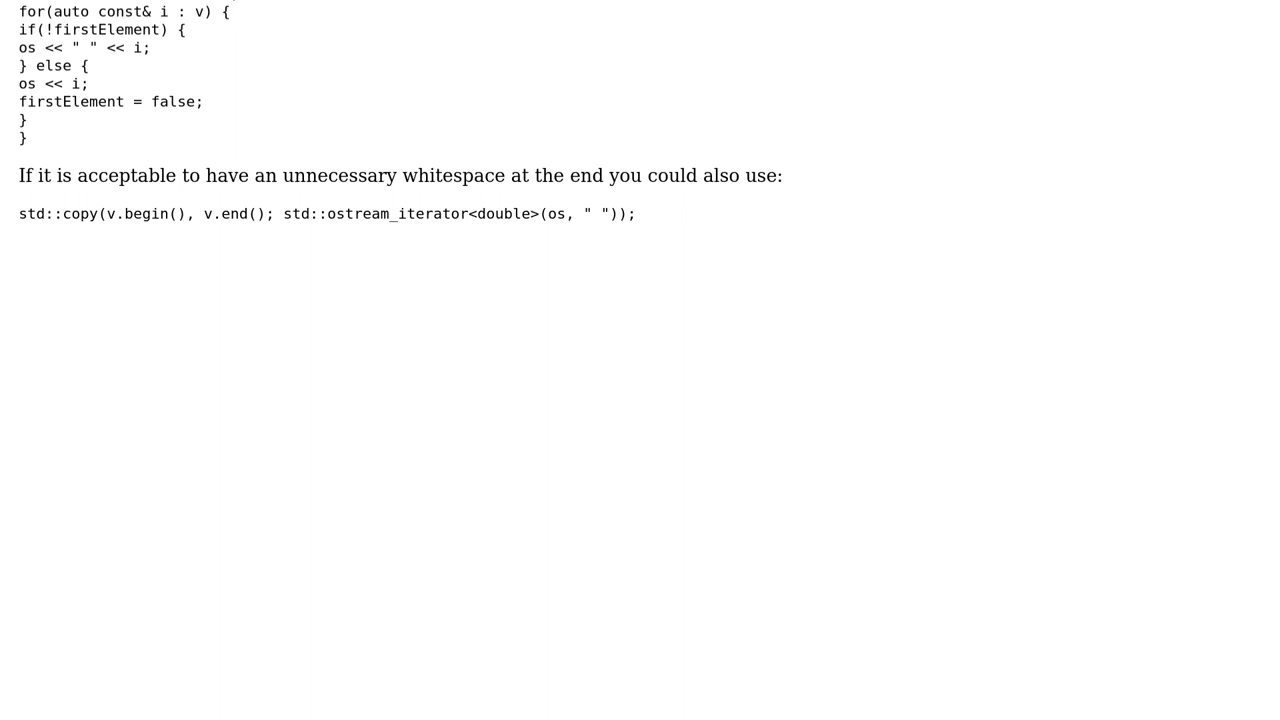 for(auto const& i : v) {
if(!firstElement) {
os << " " << i;
} else {
os << i;
firstElement = false;
}
}
If it is acceptable to have an unnecessary whitespace at the end you could also use:
std::copy(v.begin(), v.end(); std::ostream_iterator<double>(os, " "));